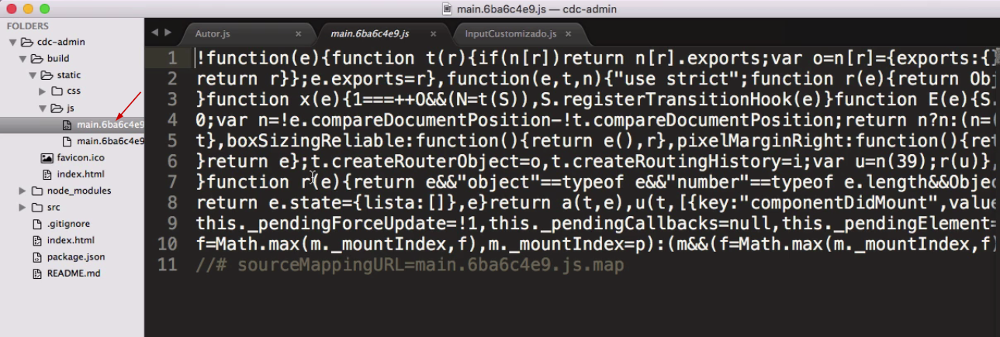 main.6ba6c4e9.js — cdc-admin
FOLDERS
cdc-admin
build
static
css
js
main.6ba6c4e9
main.6ba6c4e9
favicon.ico
index.html
node_modules
src
.gitignore
index.html
package.json
README.md
Autor.js × main.6ba6c4e9.js × InputCustomizado.js ×
1 !function(e){function t(r){if(n[r])return n[r].exports;var o=n[r]={exports:{}
2 return r}};e.exports=r},function(e,t,n){"use strict";function r(e){return Obj
3 }function x(e){1===++O&&(N=t(S)),S.registerTransitionHook(e)}function E(e){S.
4 0;var n=!e.compareDocumentPosition-!t.compareDocumentPosition;return n?n:(n=(
5 t},boxSizingReliable:function(){return e(),r},pixelMarginRight:function(){ret
6 }return e};t.createRouterObject=o,t.createRoutingHistory=i;var u=n(39);r(u)},
7 }function r(e){return e&&"object"==typeof e&&"number"==typeof e.length&&Objec
8 return e.state={lista:[]},e}return a(t,e),u(t,[{key:"componentDidMount",value
9 this._pendingForceUpdate=!1,this._pendingCallbacks=null,this._pendingElement=
10 f=Math.max(m._mountIndex,f),m._mountIndex=p):(m&&(f=Math.max(m._mountIndex,f)
11 //# sourceMappingURL=main.6ba6c4e9.js.map